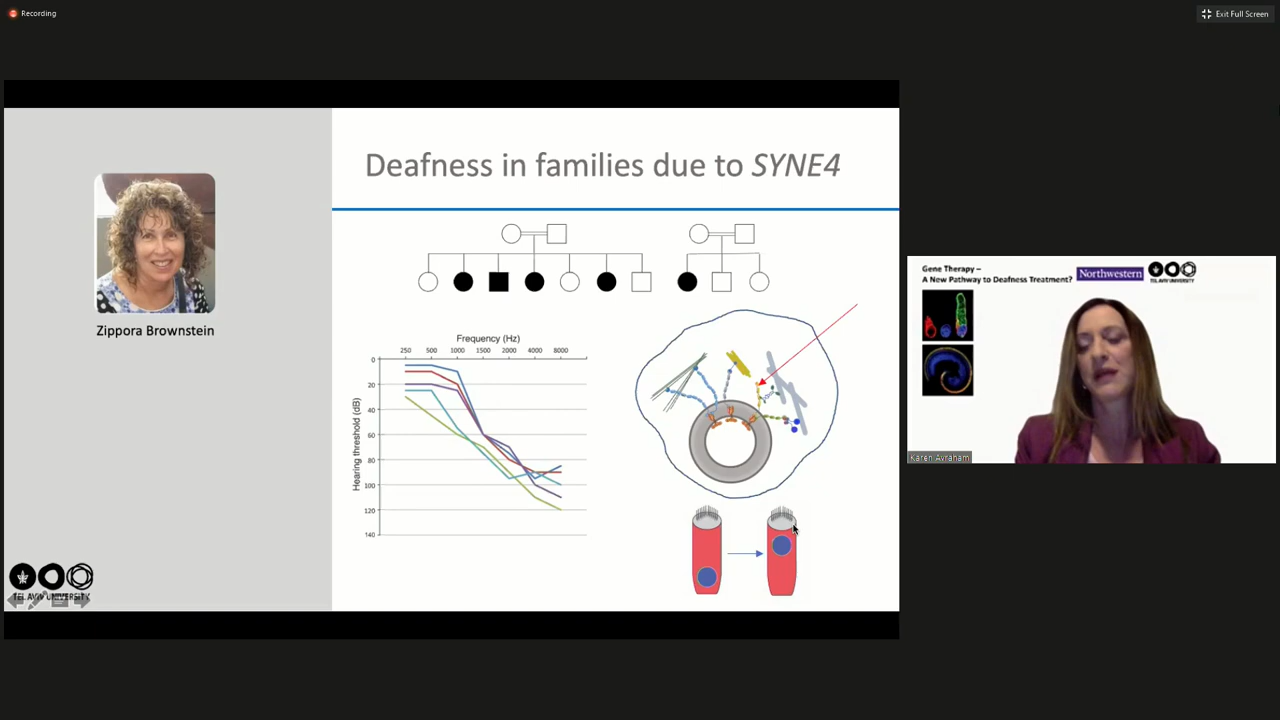 Recording
Exit Full Screen
Deafness in families due to SYNE4
Zippora Brownstein
Frequency (Hz)
250 500 1000 1500 2000 4000 8000
Hearing threshold (dB)
0
20
40
60
80
100
120
140
TEL AVIV UNIVERSITY
Gene Therapy –
A New Pathway to Deafness Treatment?
Northwestern
TEL AVIV UNIVERSITY
Karen Avraham